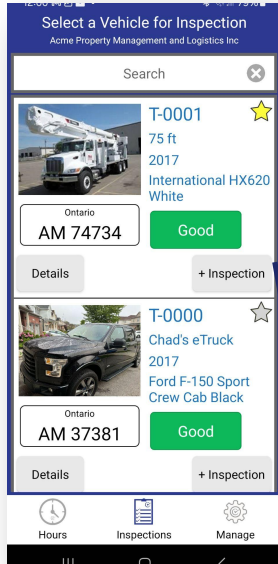 Select a Vehicle for Inspection
Acme Property Management and Logistics Inc
Search
T-0001
75 ft
2017
International HX620
White
Ontario
AM 74734
Good
Details
+ Inspection
T-0000
Chad's eTruck
2017
Ford F-150 Sport
Crew Cab Black
Ontario
AM 37381
Good
Details
+ Inspection
Hours
Inspections
Manage